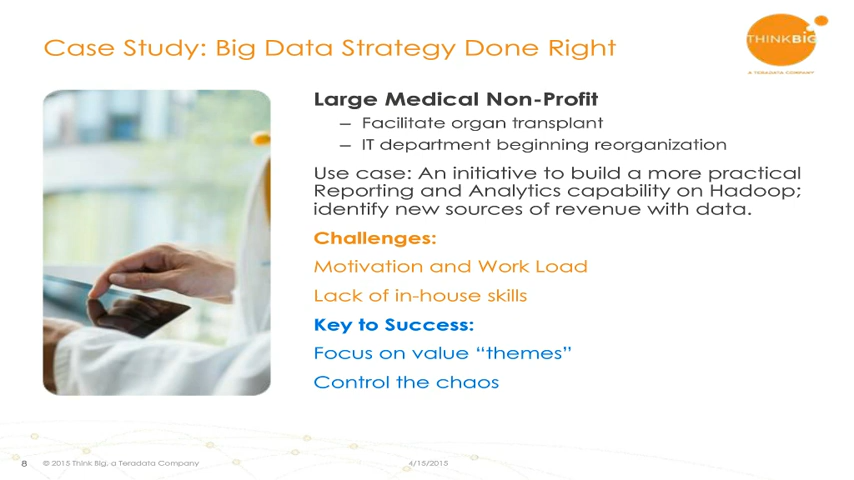 Case Study: Big Data Strategy Done Right
THINKBIG
A TERADATA COMPANY
Large Medical Non-Profit
– Facilitate organ transplant
– IT department beginning reorganization
Use case: An initiative to build a more practical
Reporting and Analytics capability on Hadoop;
identify new sources of revenue with data.
Challenges:
Motivation and Work Load
Lack of in-house skills
Key to Success:
Focus on value “themes”
Control the chaos
8 © 2015 Think Big, a Teradata Company 4/15/2015